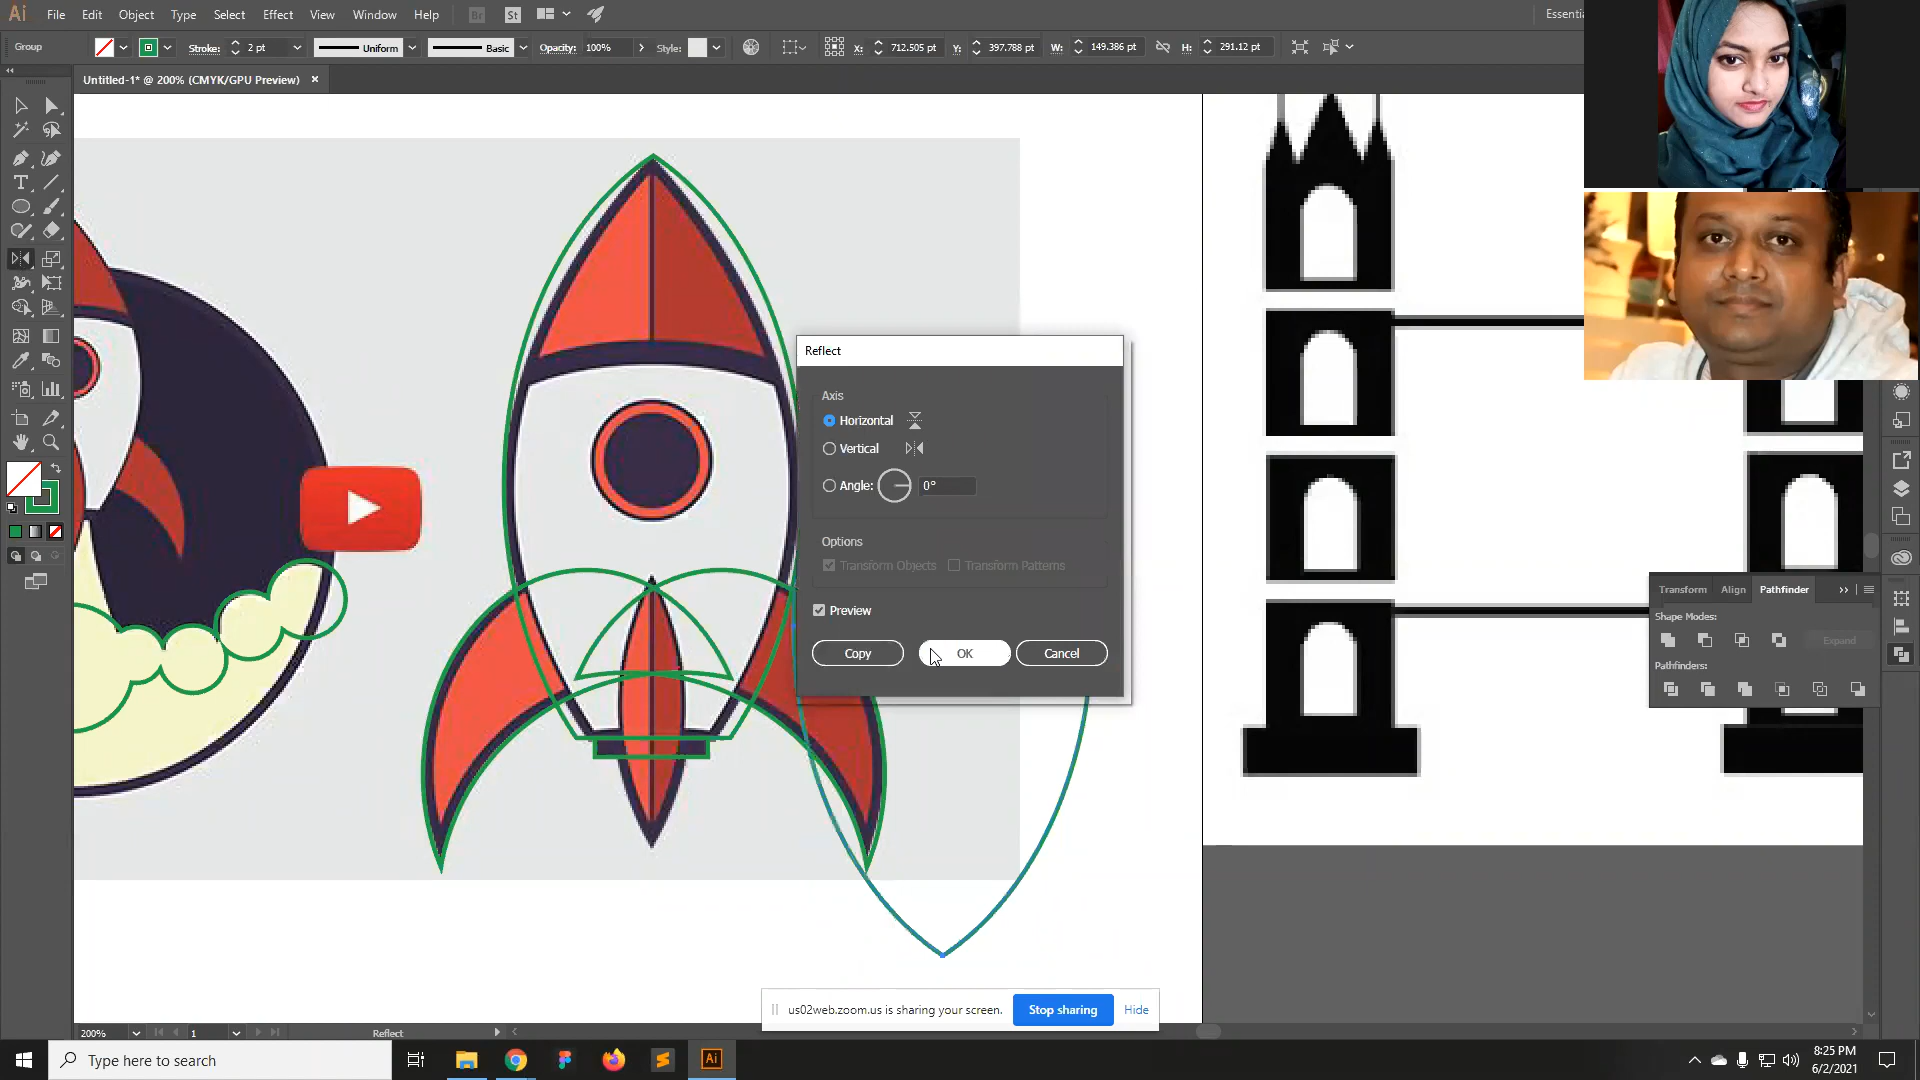 Ai File Edit Object Type Select Effect View Window Help Br St Essentia
Group Stroke: 2 pt Uniform Basic Opacity: 100% Style: X: 712.505 pt Y: 397.788 pt W: 149.386 pt H: 291.12 pt
Untitled-1* @ 200% (CMYK/GPU Preview)
Reflect
Axis
Horizontal
Vertical
Angle: 0°
Options
Transform Objects Transform Patterns
Preview
Copy OK Cancel
Transform Align Pathfinder
Shape Modes:
Expand
Pathfinders:
us02web.zoom.us is sharing your screen. Stop sharing Hide
200% 1 Reflect
Type here to search Ai 8:25 PM
6/2/2021